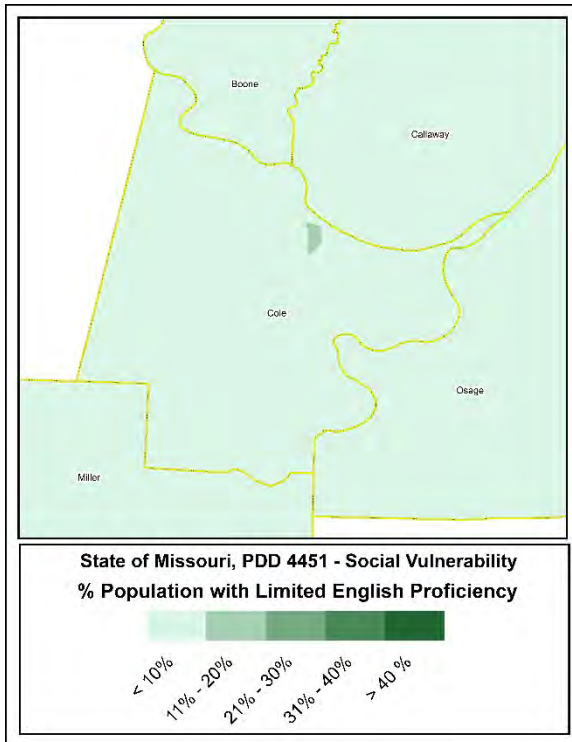 Boone
Callaway
Cole
Osage
Miller
State of Missouri, PDD 4451 - Social Vulnerability
% Population with Limited English Proficiency
< 10%
11% - 20%
21% - 30%
31% - 40%
> 40 %